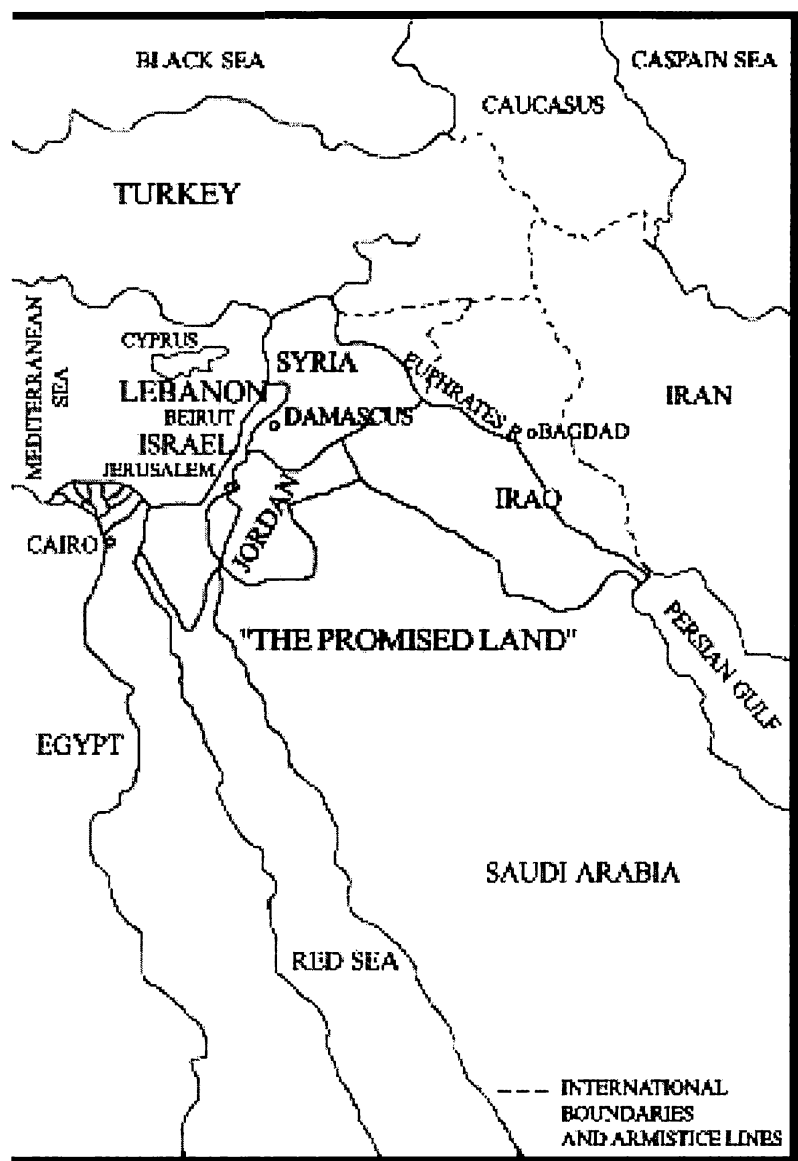 BLACK SEA
CASPAIN SEA
CAUCASUS
TURKEY
MEDITERRANEAN
SEA
CYPRUS
SYRIA
LEBANON
BEIRUT
DAMASCUS
ISRAEL
JERUSALEM
EUPHRATES
BAGDAD
IRAN
IRAQ
JORDAN
CAIRO
"THE PROMISED LAND"
PERSIAN GULF
EGYPT
SAUDI ARABIA
RED SEA
INTERNATIONAL
BOUNDARIES
AND ARMISTICE LINES